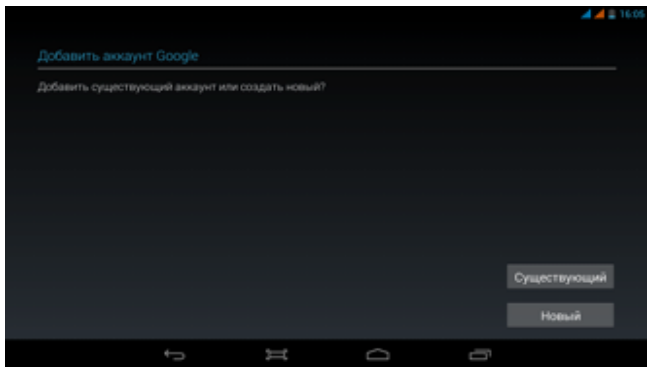 16:05
Добавить аккаунт Google
Добавить существующий аккаунт или создать новый?
Существующий
Новый